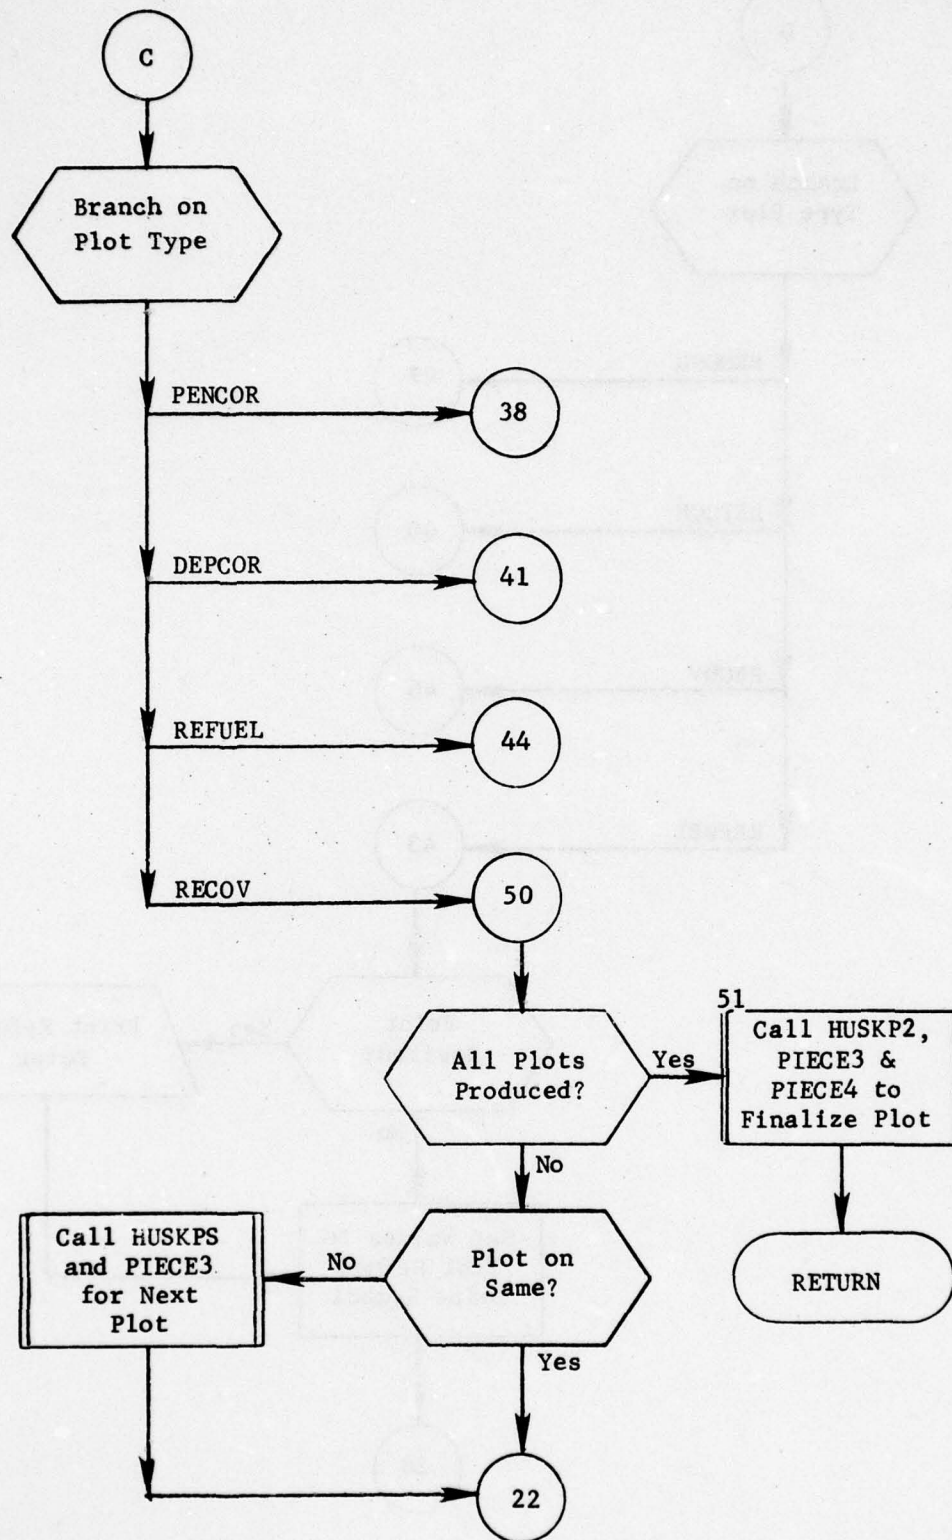 C
Branch on
Plot Type
PENCOR
38
DEPCOR
41
REFUEL
44
RECOV
50
All Plots
Produced?
Yes
51
Call HUSKP2,
PIECE3 &
PIECE4 to
Finalize Plot
No
RETURN
Plot on
Same?
No
Call HUSKPS
and PIECE3
for Next
Plot
Yes
22